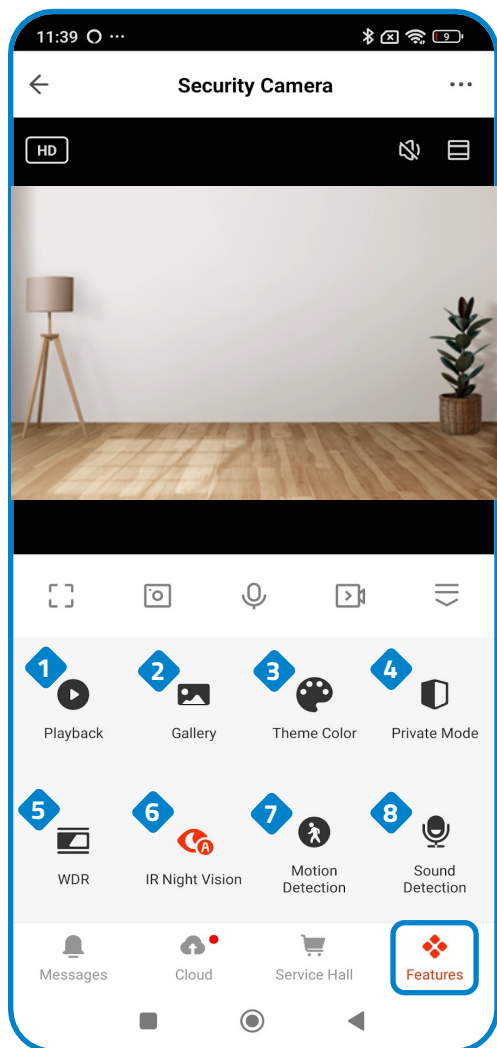 11:39
9
Security Camera
HD
1 2 3 4
Playback Gallery Theme Color Private Mode
5 6 7 8
WDR IR Night Vision Motion Detection Sound Detection
A
Messages Cloud Service Hall Features